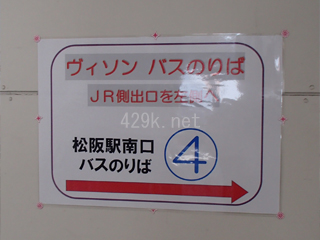 ヴィソン バスのりば
JR側出口を左
429k.net
松阪駅南口
バスのりば
④